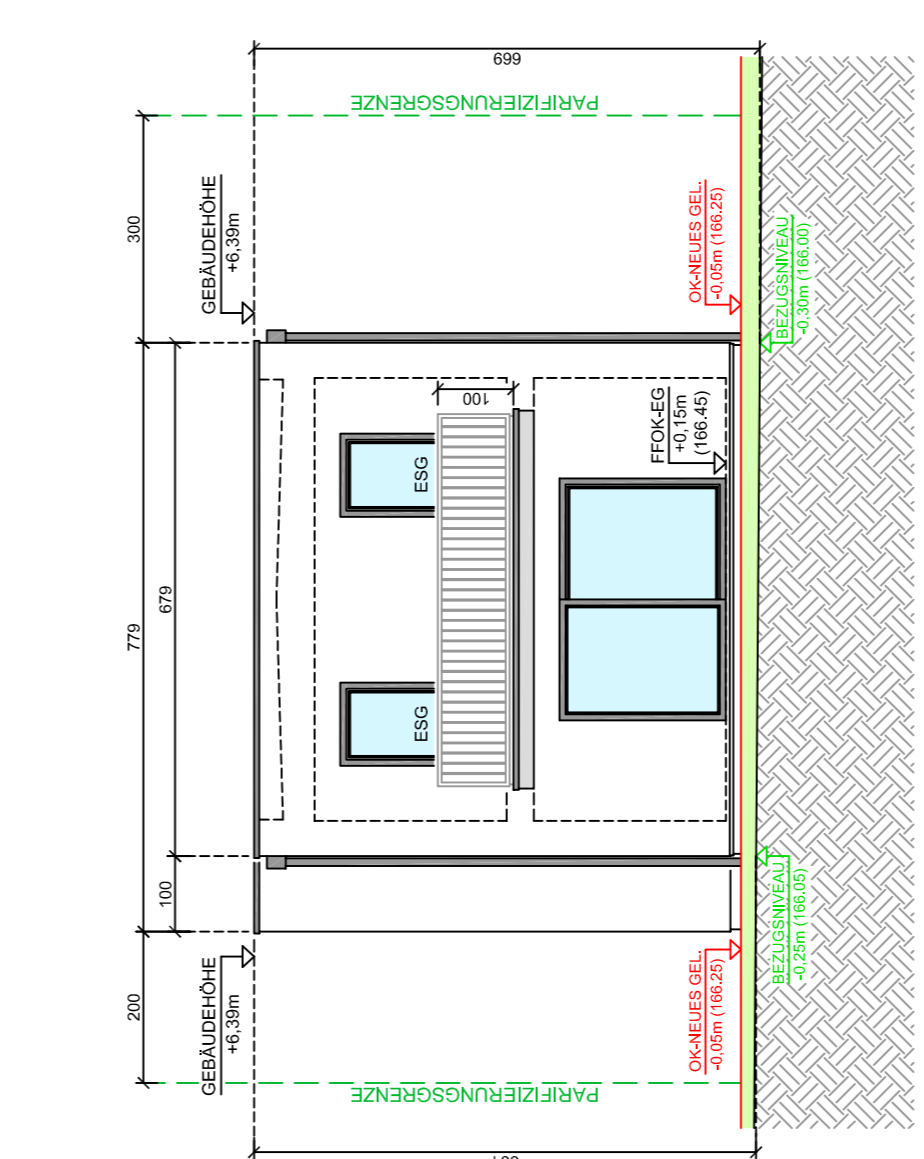 669
PARIFIZIERUNGSGRENZE
300
GEBÄUDEHÖHE
+6,39m
OK-NEUES GEL.
-0,05m (166.25)
BEZUGSNIVEAU
-0,30m (166.00)
779
679
100
100
ESG
ESG
FFOK-EG
+0,15m
(166.45)
200
GEBÄUDEHÖHE
+6,39m
OK-NEUES GEL.
-0,05m (166.25)
BEZUGSNIVEAU
-0,25m (166.05)
PARIFIZIERUNGSGRENZE